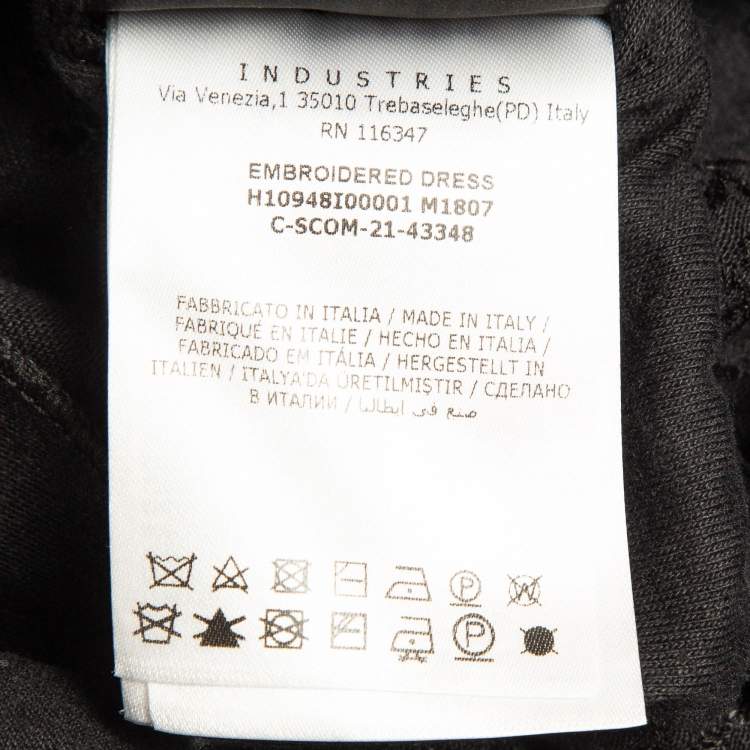 INDUSTRIES
Via Venezia,1 35010 Trebaseleghe(PD) Italy
RN 116347
EMBROIDERED DRESS
H10948I00001 M1807
C-SCOM-21-43348
FABBRICATO IN ITALIA / MADE IN ITALY /
FABRIQUÉ EN ITALIE / HECHO EN ITALIA /
FABRICADO EM ITÁLIA / HERGESTELLT IN
ITALIEN / ITALYA'DA ÜRETILMIŞTIR / СДЕЛАНО
В ИТАЛИИ / صنع في ايطاليا
P W
P